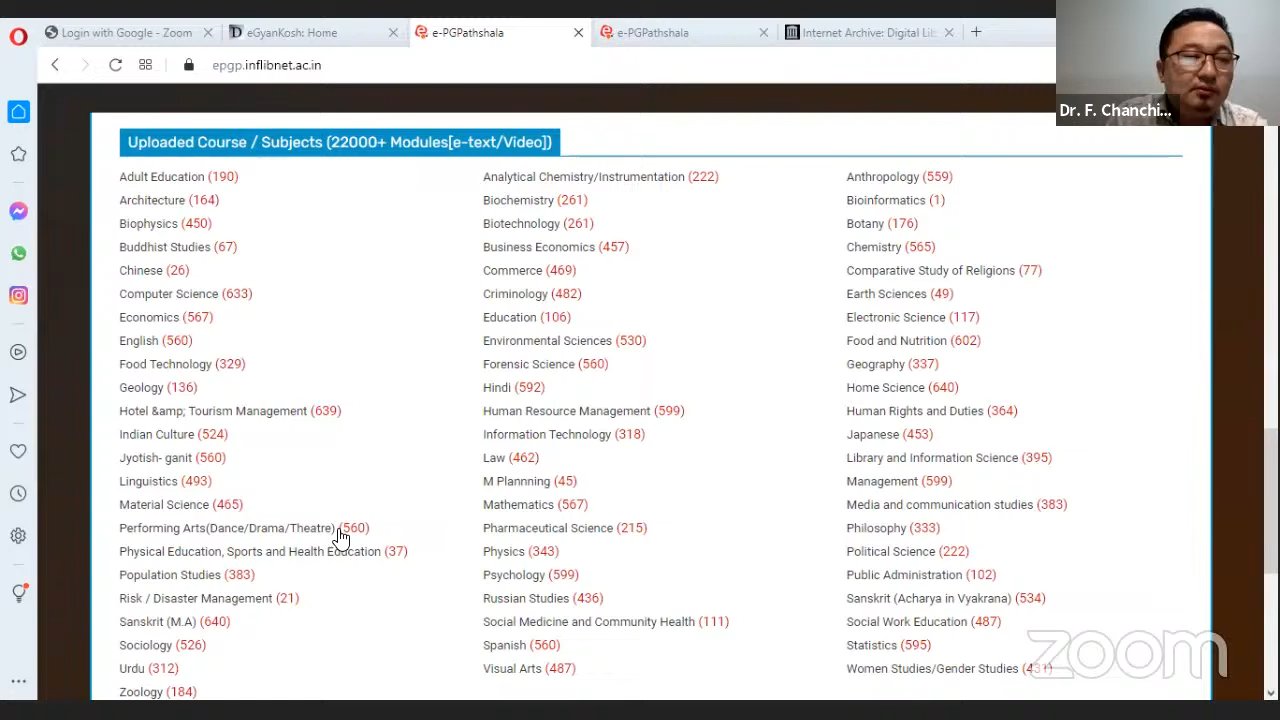 Login with Google - Zoom
eGyanKosh: Home
e-PGPathshala
e-PGPathshala
Internet Archive: Digital Lib
epgp.inflibnet.ac.in
Dr. F. Chanchi...
Uploaded Course / Subjects (22000+ Modules[e-text/Video])
Adult Education (190) Analytical Chemistry/Instrumentation (222) Anthropology (559)
Architecture (164) Biochemistry (261) Bioinformatics (1)
Biophysics (450) Biotechnology (261) Botany (176)
Buddhist Studies (67) Business Economics (457) Chemistry (565)
Chinese (26) Commerce (469) Comparative Study of Religions (77)
Computer Science (633) Criminology (482) Earth Sciences (49)
Economics (567) Education (106) Electronic Science (117)
English (560) Environmental Sciences (530) Food and Nutrition (602)
Food Technology (329) Forensic Science (560) Geography (337)
Geology (136) Hindi (592) Home Science (640)
Hotel &amp; Tourism Management (639) Human Resource Management (599) Human Rights and Duties (364)
Indian Culture (524) Information Technology (318) Japanese (453)
Jyotish- ganit (560) Law (462) Library and Information Science (395)
Linguistics (493) M Plannning (45) Management (599)
Material Science (465) Mathematics (567) Media and communication studies (383)
Performing Arts(Dance/Drama/Theatre) (560) Pharmaceutical Science (215) Philosophy (333)
Physical Education, Sports and Health Education (37) Physics (343) Political Science (222)
Population Studies (383) Psychology (599) Public Administration (102)
Risk / Disaster Management (21) Russian Studies (436) Sanskrit (Acharya in Vyakrana) (534)
Sanskrit (M.A) (640) Social Medicine and Community Health (111) Social Work Education (487)
Sociology (526) Spanish (560) Statistics (595)
Urdu (312) Visual Arts (487) Women Studies/Gender Studies (431)
Zoology (184)
zoom